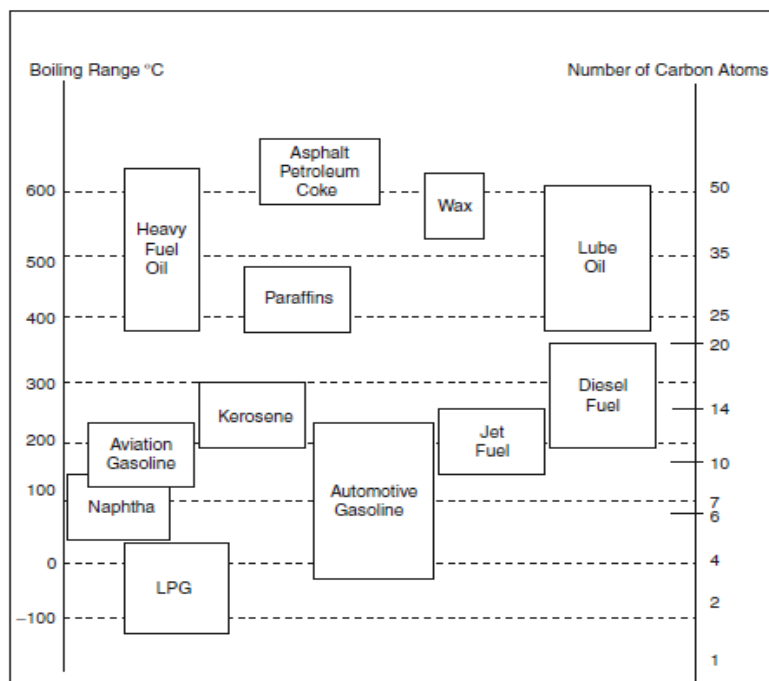 Boiling Range °C
Number of Carbon Atoms
Asphalt
Petroleum
Coke
600
Wax
50
Heavy
Fuel
Oil
Lube
Oil
500
35
Paraffins
400
25
20
300
Diesel
Fuel
Kerosene
14
200
Aviation
Gasoline
Jet
Fuel
10
100
Naphtha
Automotive
Gasoline
7
6
0
4
LPG
−100
2
1